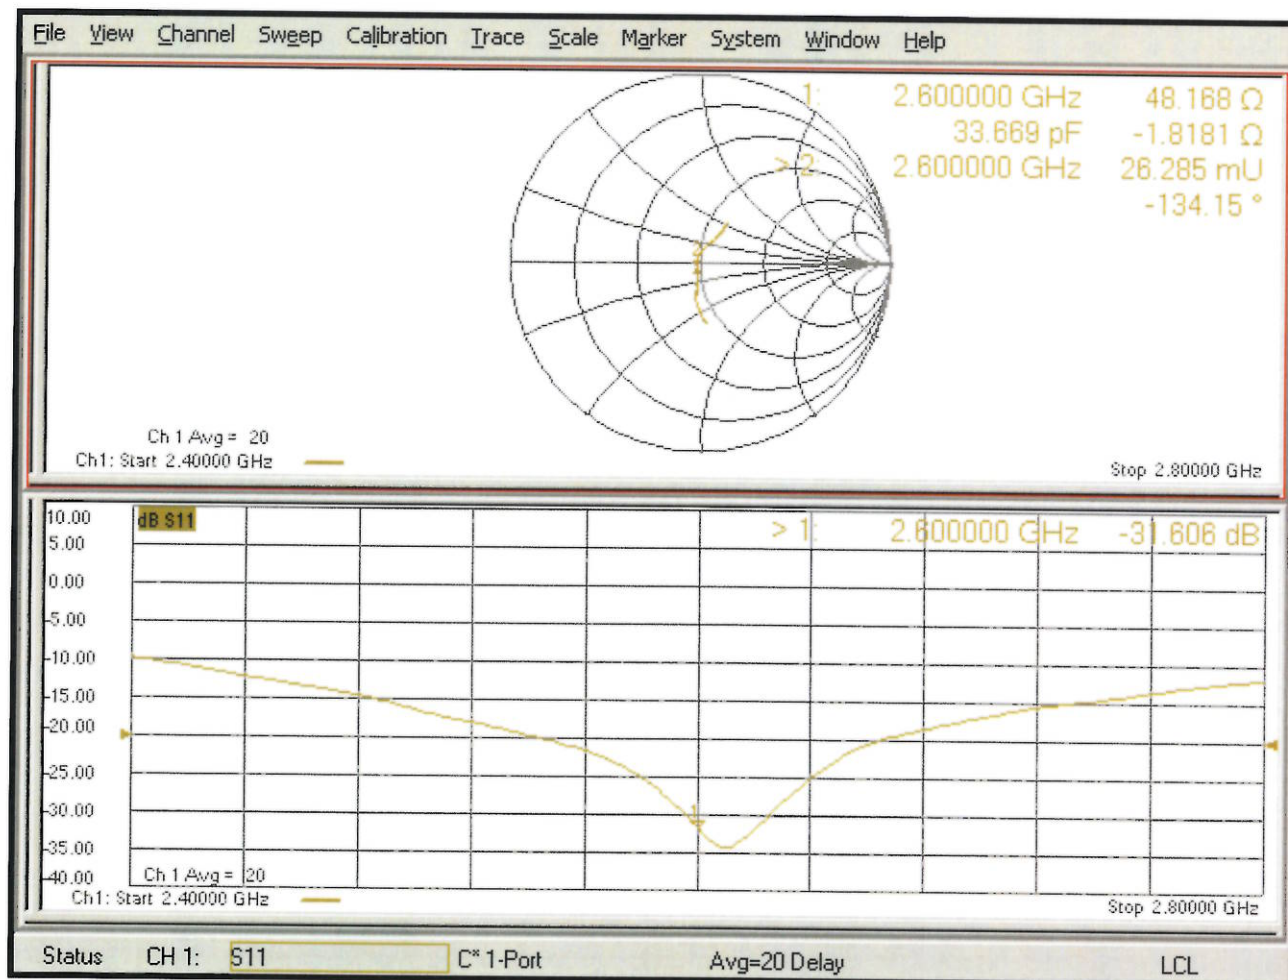 File View Channel Sweep Calibration Trace Scale Marker System Window Help
1: 2.600000 GHz 48.168 Ω
33.669 pF -1.8181 Ω
> 2: 2.600000 GHz 26.285 mU
-134.15 °
Ch 1 Avg = 20
Ch1: Start 2.40000 GHz
Stop 2.80000 GHz
10.00
dB S11
> 1: 2.600000 GHz -31.606 dB
5.00
0.00
-5.00
-10.00
-15.00
-20.00
-25.00
-30.00
1
-35.00
-40.00
Ch 1 Avg = 20
Ch1: Start 2.40000 GHz
Stop 2.80000 GHz
Status CH 1: S11 C* 1-Port Avg=20 Delay LCL